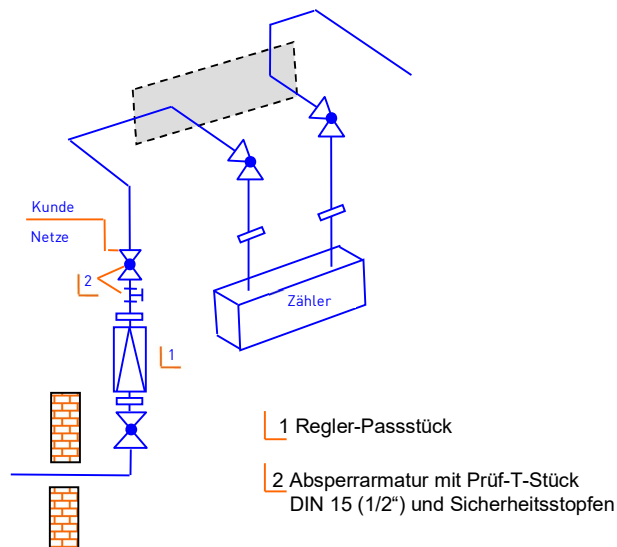 Kunde
Netze
2
Zähler
1
1 Regler-Passstück
2 Absperrarmatur mit Prüf-T-Stück
DIN 15 (1/2“) und Sicherheitsstopfen